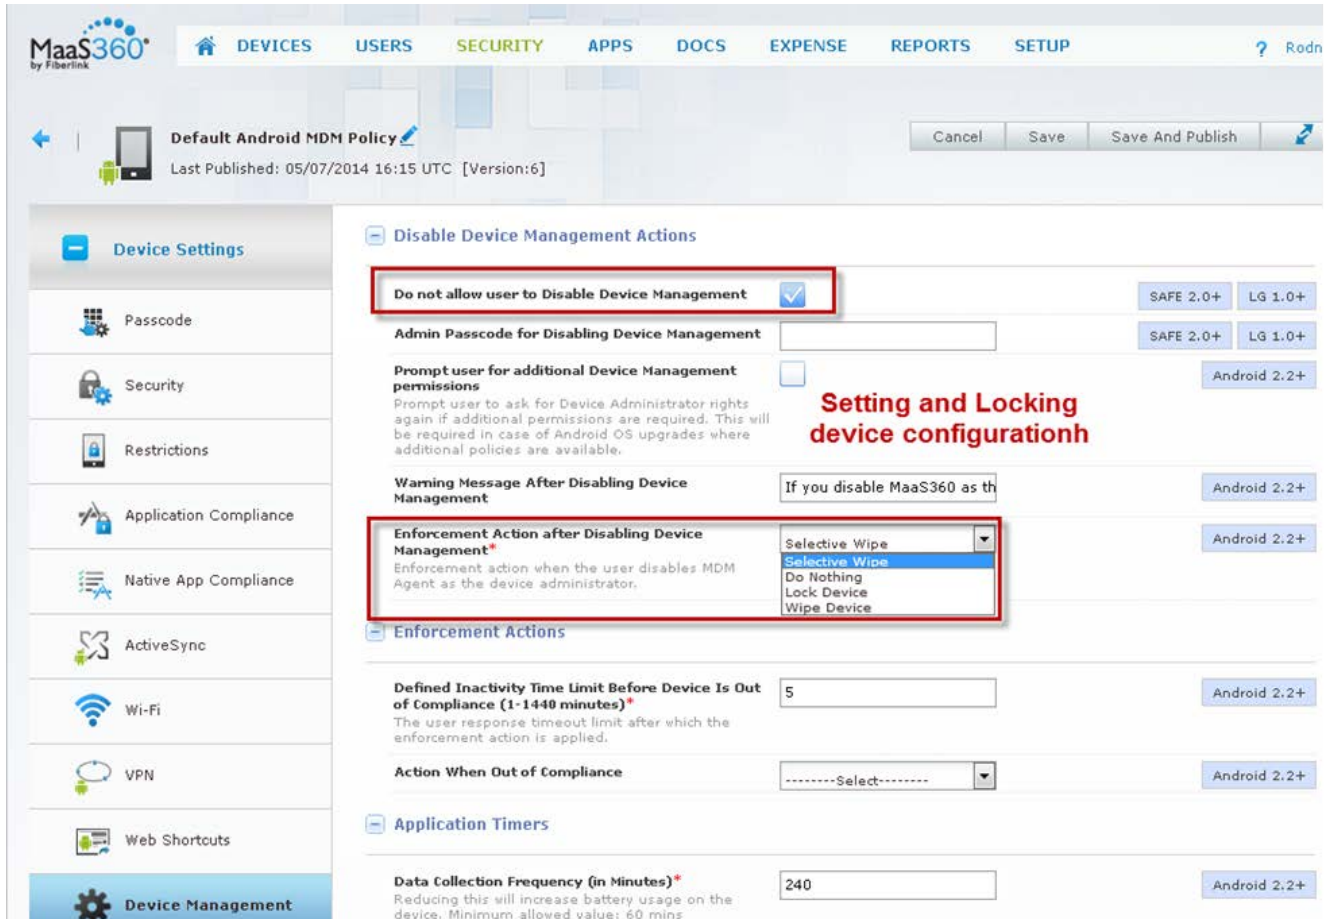 MaaS360
by Fiberlink
DEVICES USERS SECURITY APPS DOCS EXPENSE REPORTS SETUP ? Rodn
Default Android MDM Policy
Last Published: 05/07/2014 16:15 UTC [Version:6]
Cancel Save Save And Publish
Device Settings
Passcode
Security
Restrictions
Application Compliance
Native App Compliance
ActiveSync
Wi-Fi
VPN
Web Shortcuts
Device Management
Disable Device Management Actions
Do not allow user to Disable Device Management SAFE 2.0+ LG 1.0+
Admin Passcode for Disabling Device Management SAFE 2.0+ LG 1.0+
Prompt user for additional Device Management
permissions
Android 2.2+
Prompt user to ask for Device Administrator rights
again if additional permissions are required. This will
be required in case of Android OS upgrades where
additional policies are available.
Setting and Locking
device configurationh
Warning Message After Disabling Device
Management
If you disable MaaS360 as th
Android 2.2+
Enforcement Action after Disabling Device
Management*
Enforcement action when the user disables MDM
Agent as the device administrator.
Selective Wipe
Selective Wipe
Do Nothing
Lock Device
Wipe Device
Android 2.2+
Enforcement Actions
Defined Inactivity Time Limit Before Device Is Out
of Compliance (1-1440 minutes)*
The user response timeout limit after which the
enforcement action is applied.
5
Android 2.2+
Action When Out of Compliance --------Select-------- Android 2.2+
Application Timers
Data Collection Frequency (in Minutes)*
Reducing this will increase battery usage on the
device. Minimum allowed value: 60 mins
240
Android 2.2+